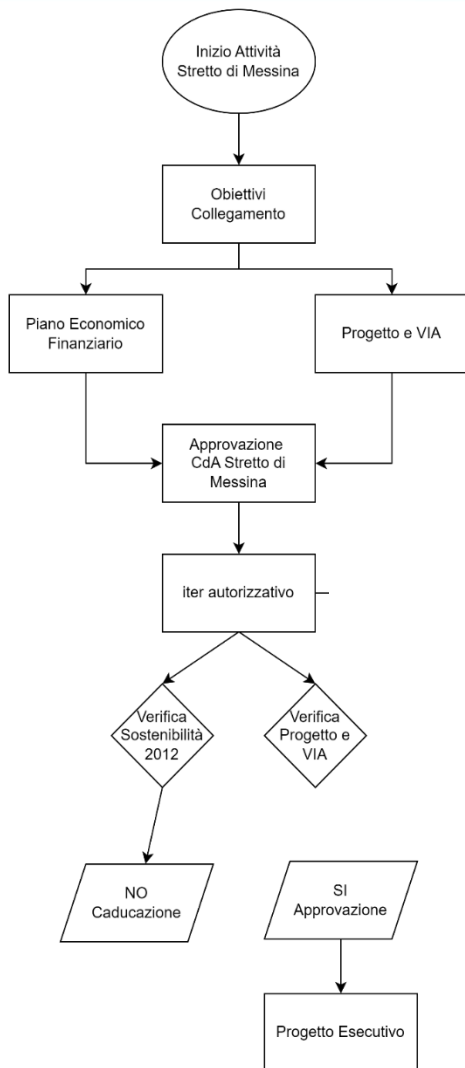 Inizio Attività
Stretto di Messina
Obiettivi
Collegamento
Piano Economico
Finanziario
Progetto e VIA
Approvazione
CdA Stretto di
Messina
iter autorizzativo
Verifica
Sostenibilità
2012
Verifica
Progetto e
VIA
NO
Caducazione
SI
Approvazione
Progetto Esecutivo